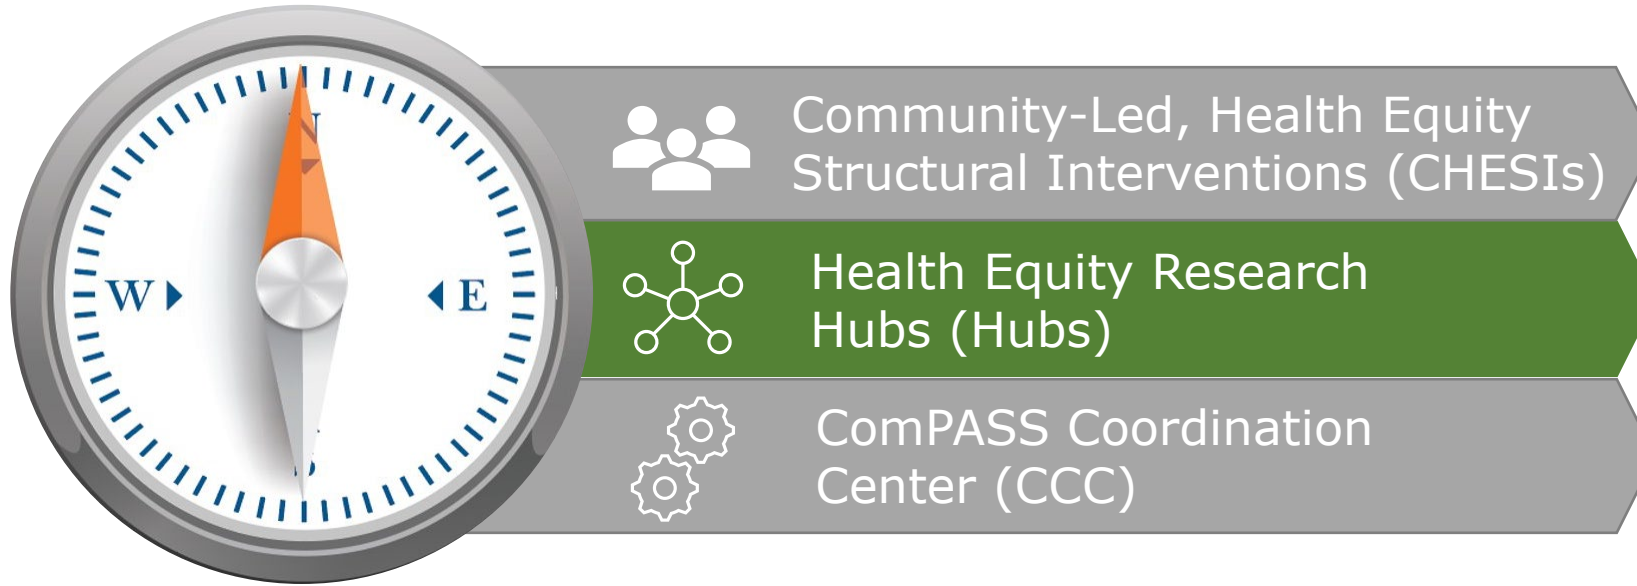 N
W
E
Community-Led, Health Equity
Structural Interventions (CHESIs)
Health Equity Research
Hubs (Hubs)
ComPASS Coordination
Center (CCC)